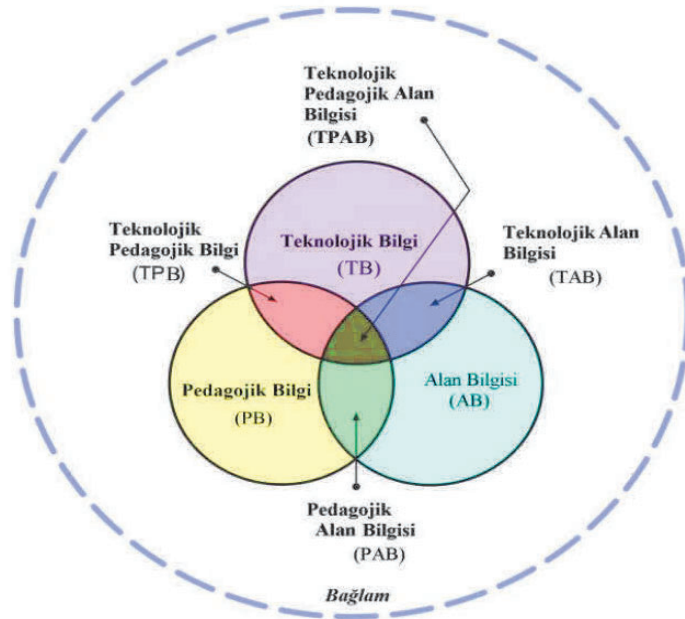 Teknolojik
Pedagojik Alan
Bilgisi
(TPAB)
Teknolojik
Pedagojik Bilgi
(TPB)
Teknolojik Bilgi
(TB)
Teknolojik Alan
Bilgisi
(TAB)
Pedagojik Bilgi
(PB)
Alan Bilgisi
(AB)
Pedagojik
Alan Bilgisi
(PAB)
Bağlam